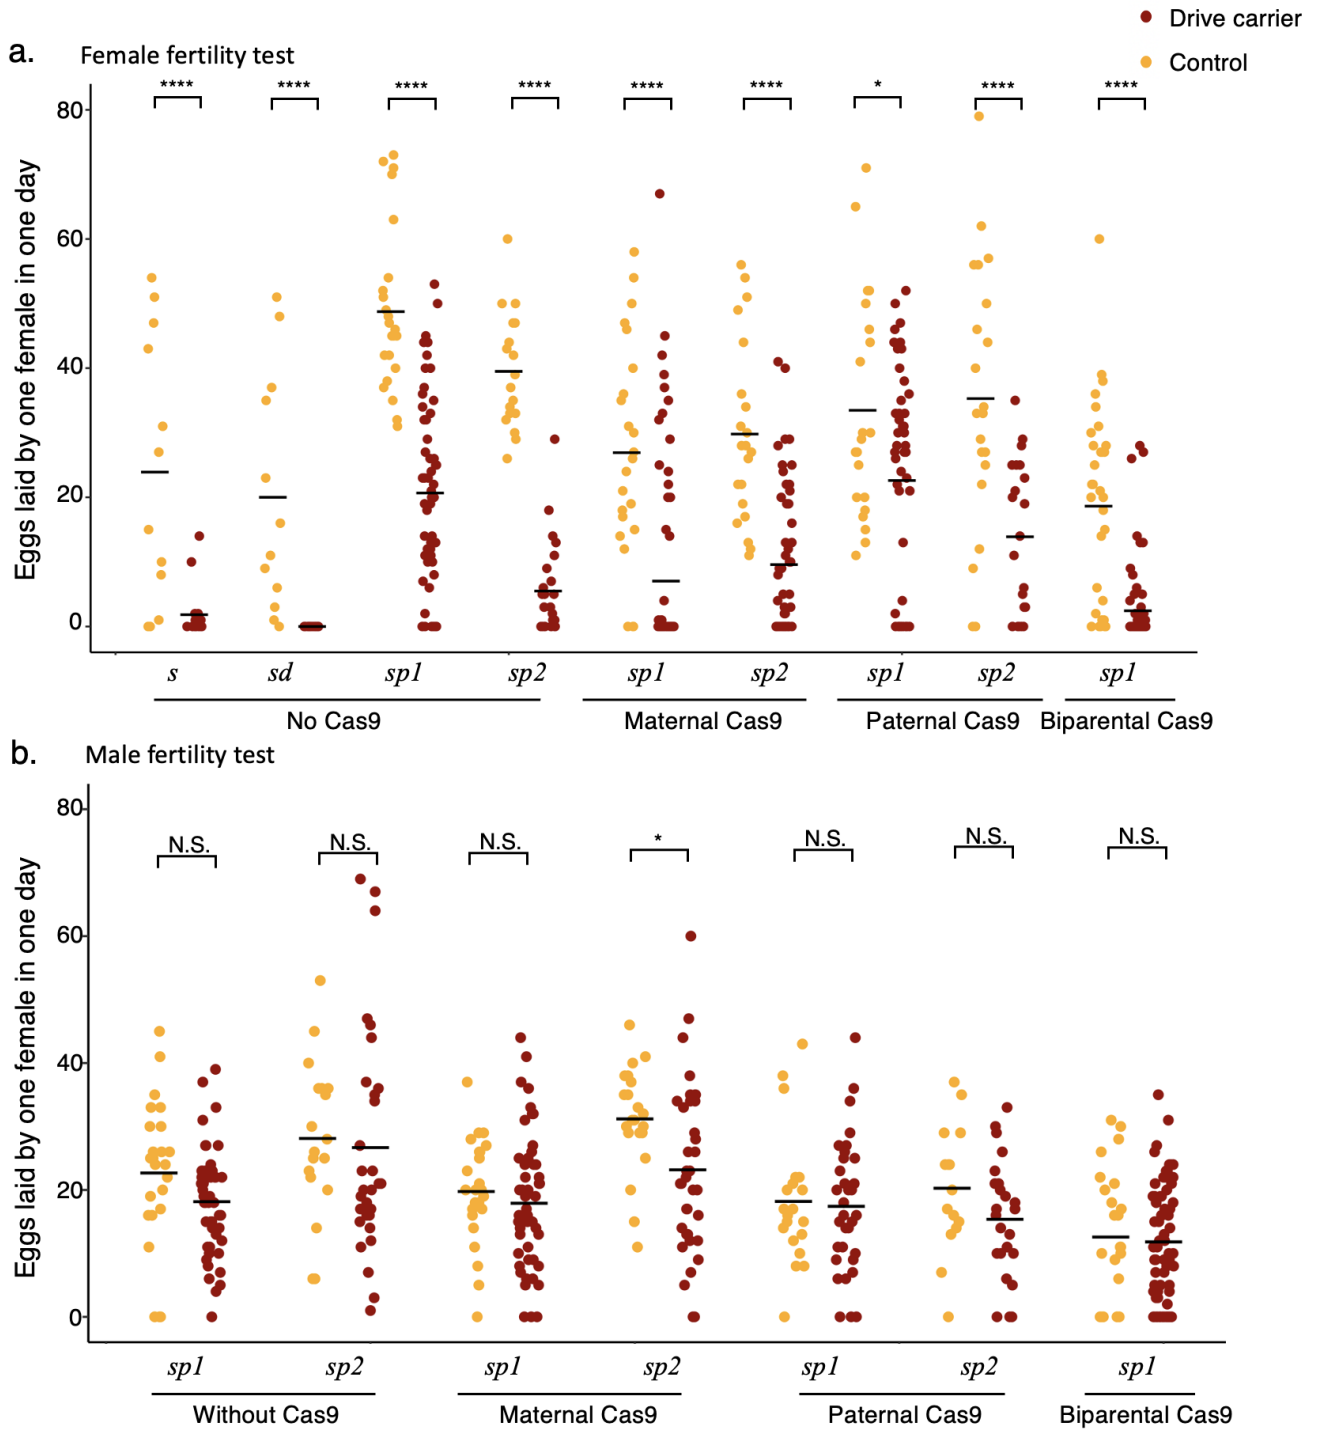 Drive carrier
Control
a. Female fertility test
**** **** **** **** **** **** * **** ****
Eggs laid by one female in one day
80
60
40
20
0
s sd sp1 sp2 sp1 sp2 sp1 sp2 sp1
No Cas9 Maternal Cas9 Paternal Cas9 Biparental Cas9
b. Male fertility test
N.S. N.S. N.S. * N.S. N.S. N.S.
Eggs laid by one female in one day
80
60
40
20
0
sp1 sp2 sp1 sp2 sp1 sp2 sp1
Without Cas9 Maternal Cas9 Paternal Cas9 Biparental Cas9